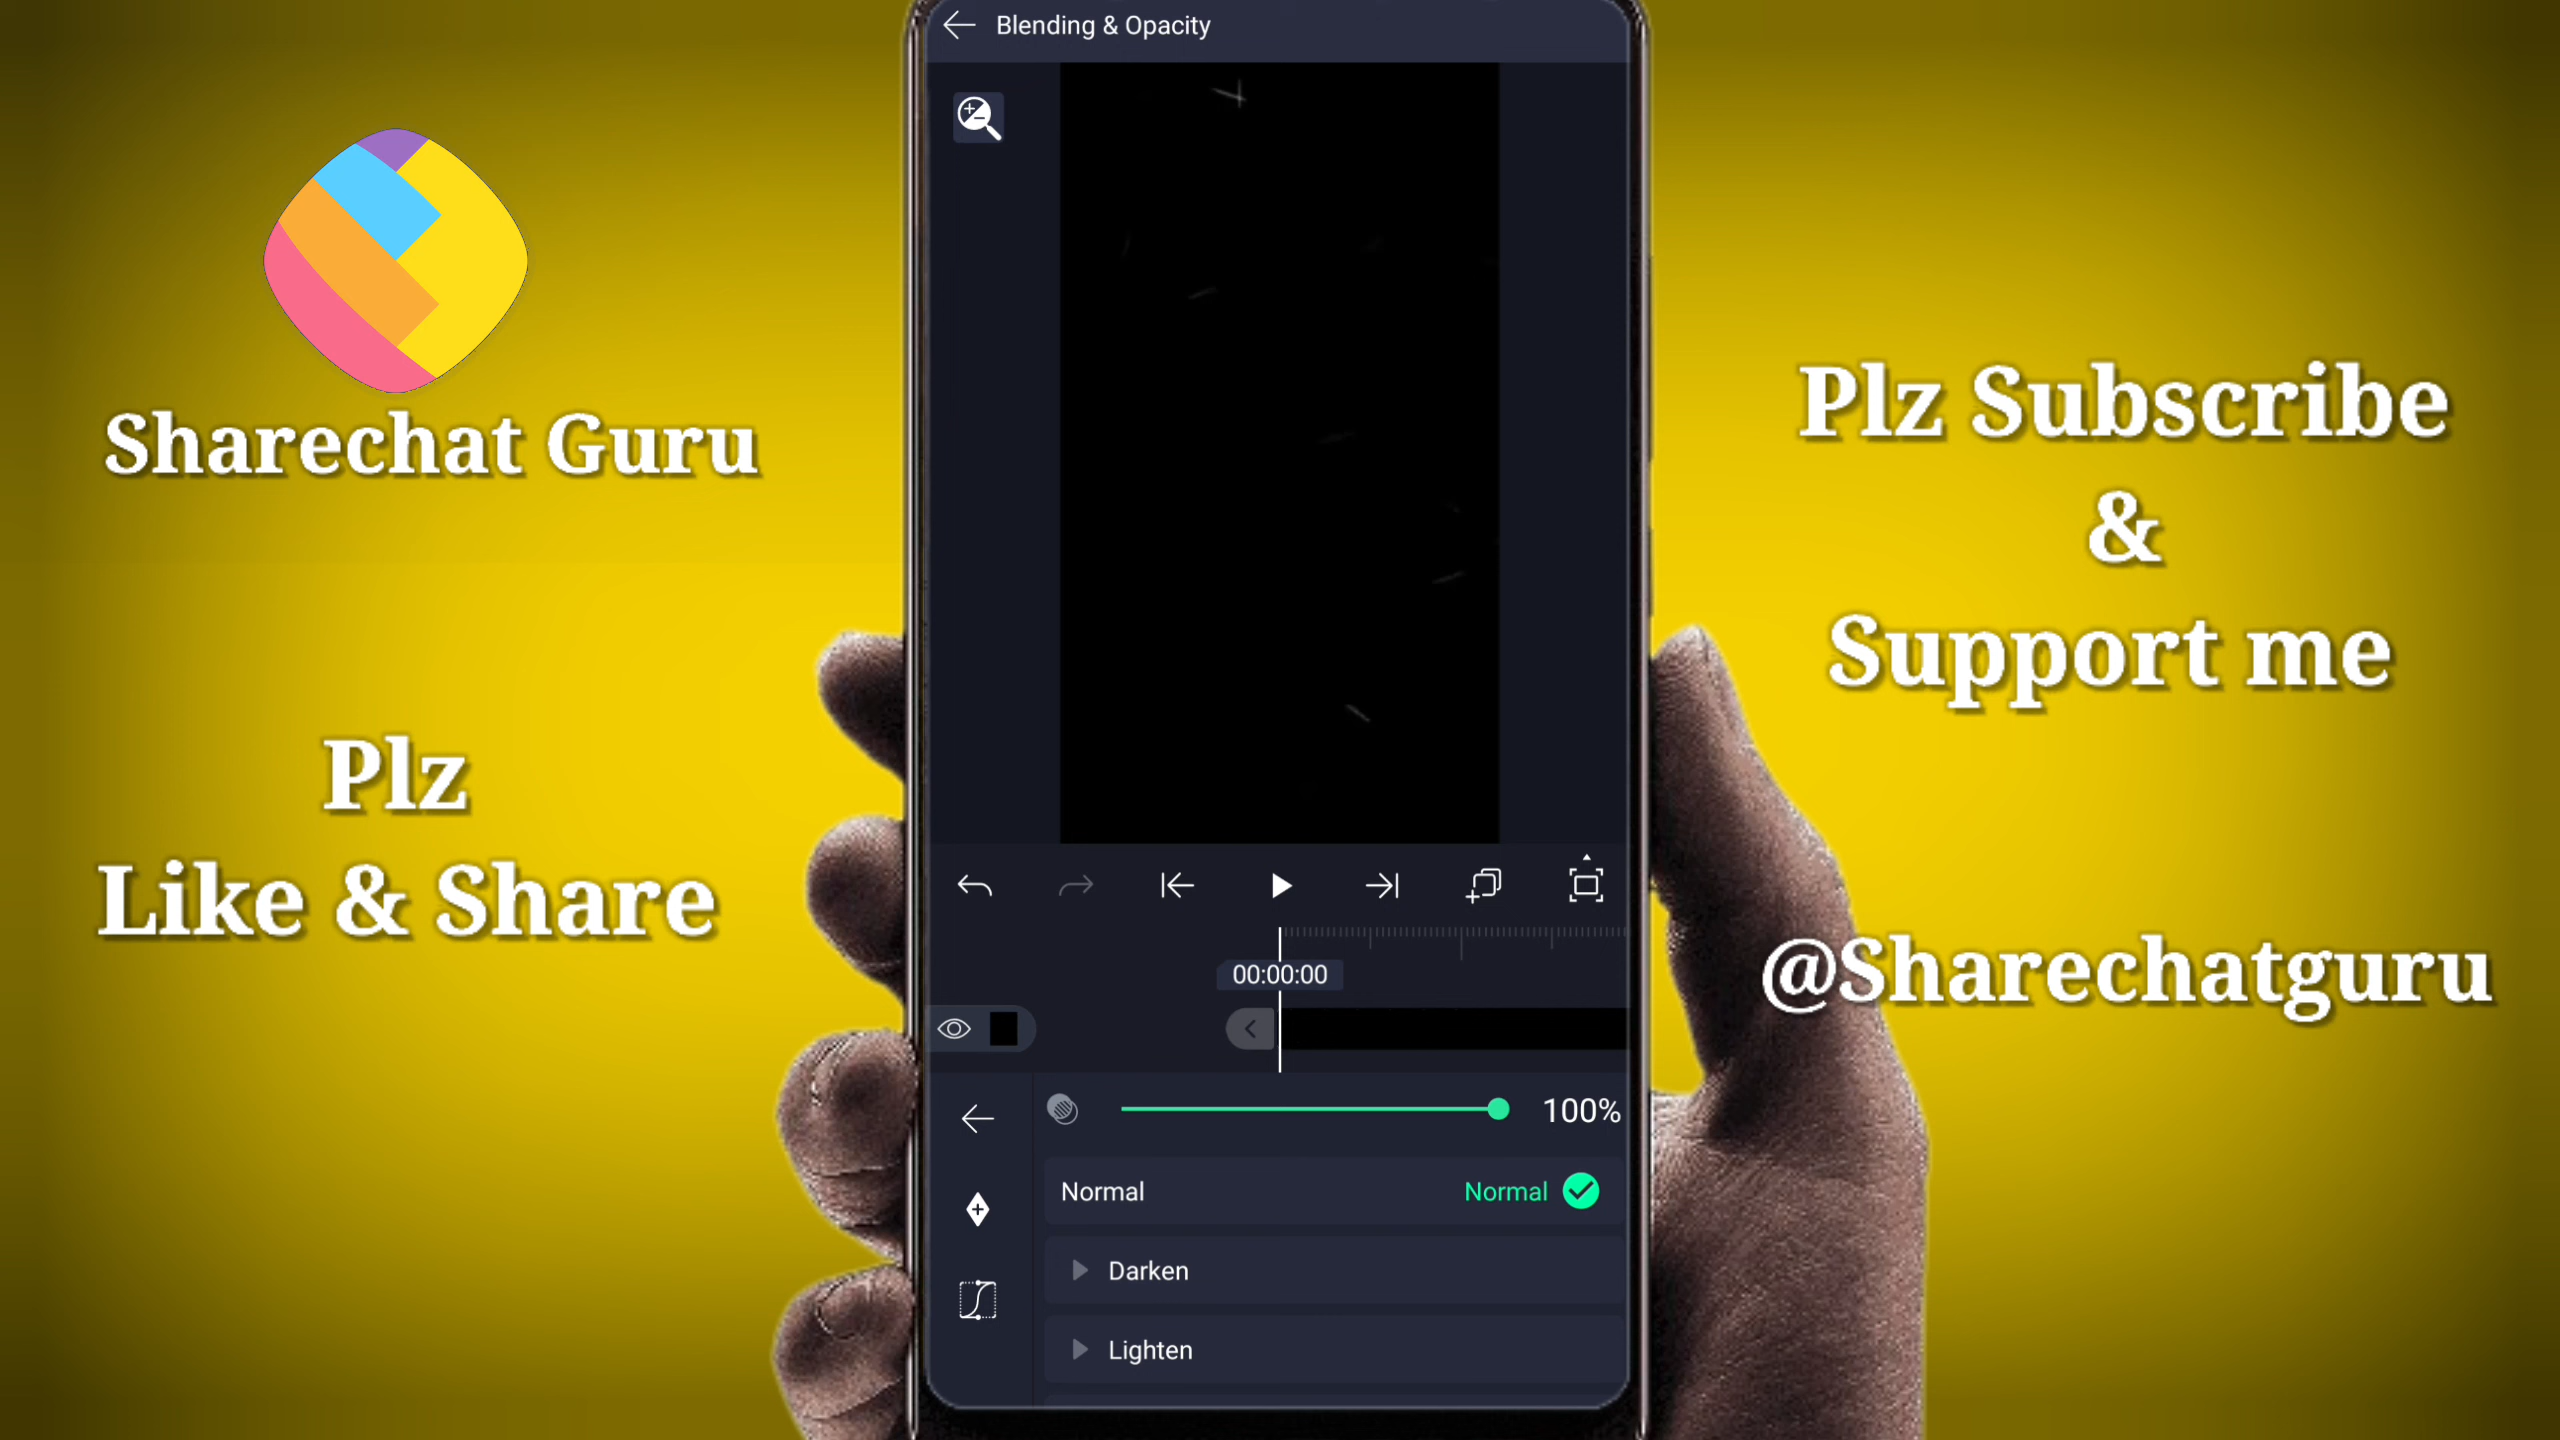 Blending & Opacity
Sharechat Guru
Plz
Like & Share
Plz Subscribe
&
Support me
@Sharechatguru
00:00:00
100%
Normal Normal
Darken
Lighten